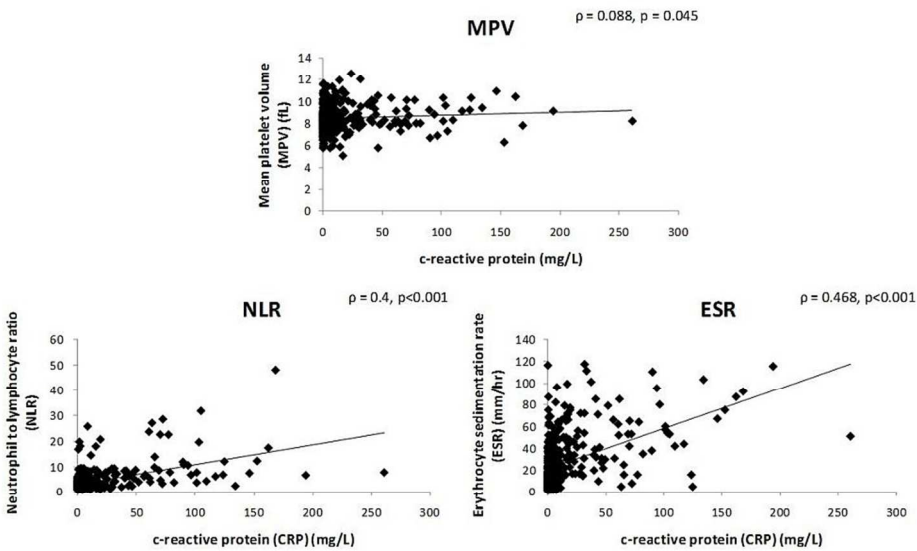 ρ = 0.088, p = 0.045
MPV
Mean platelet volume
(MPV) (fL)
14
12
10
8
6
4
2
0
0 50 100 150 200 250 300
c-reactive protein (mg/L)
ρ = 0.4, p<0.001
NLR
Neutrophil to lymphocyte ratio
(NLR)
60
50
40
30
20
10
0
0 50 100 150 200 250 300
c-reactive protein (CRP) (mg/L)
ρ = 0.468, p<0.001
ESR
Erythrocyte sedimentation rate
(ESR) (mm/hr)
140
120
100
80
60
40
20
0
0 50 100 150 200 250 300
c-reactive protein (CRP) (mg/L)